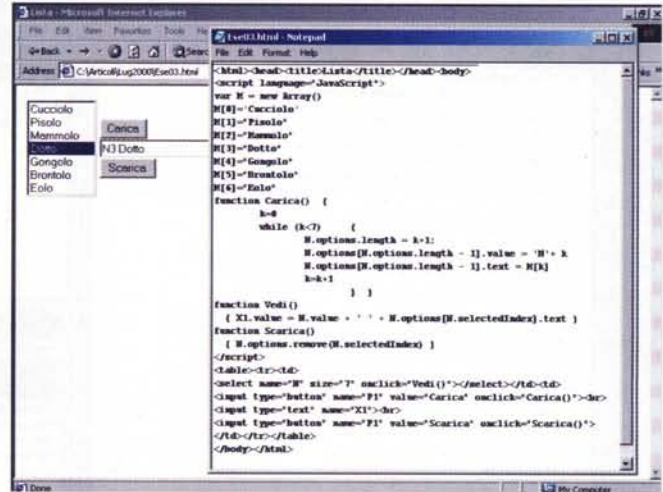 Lista - Microsoft Internet Explorer
File Edit View Favorites Tools He
Back
Search
Address C:\Articoli\Lug2000\Ese03.html
Cucciolo
Pisolo
Mammolo
Dotto
Gongolo
Brontolo
Eolo
Carica
N3 Dotto
Scarica
Ese03.html - Notepad
File Edit Format Help
<html><head><title>Lista</title></head><body>
<script language="JavaScript">
var M = new Array()
M[0]='Cucciolo'
M[1]="Pisolo"
M[2]="Mammolo"
M[3]="Dotto"
M[4]="Gongolo"
M[5]="Brontolo"
M[6]="Eolo"
function Carica() {
k=0
while (k<7) {
N.options.length = k+1;
N.options[N.options.length - 1].value = 'N'+ k
N.options[N.options.length - 1].text = M[k]
k=k+1
} }
function Vedi()
{ X1.value = N.value + ' ' + N.options[N.selectedIndex].text }
function Scarica()
{ N.options.remove(N.selectedIndex) }
</script>
<table><tr><td>
<select name="N" size="7" onclick="Vedi()"></select></td><td>
<input type="button" name="P1" value="Carica" onclick="Carica()"><br>
<input type="text" name="X1"><br>
<input type="button" name="P1" value="Scarica" onclick="Scarica()">
</td></tr></table>
</body></html>
Done
My Computer